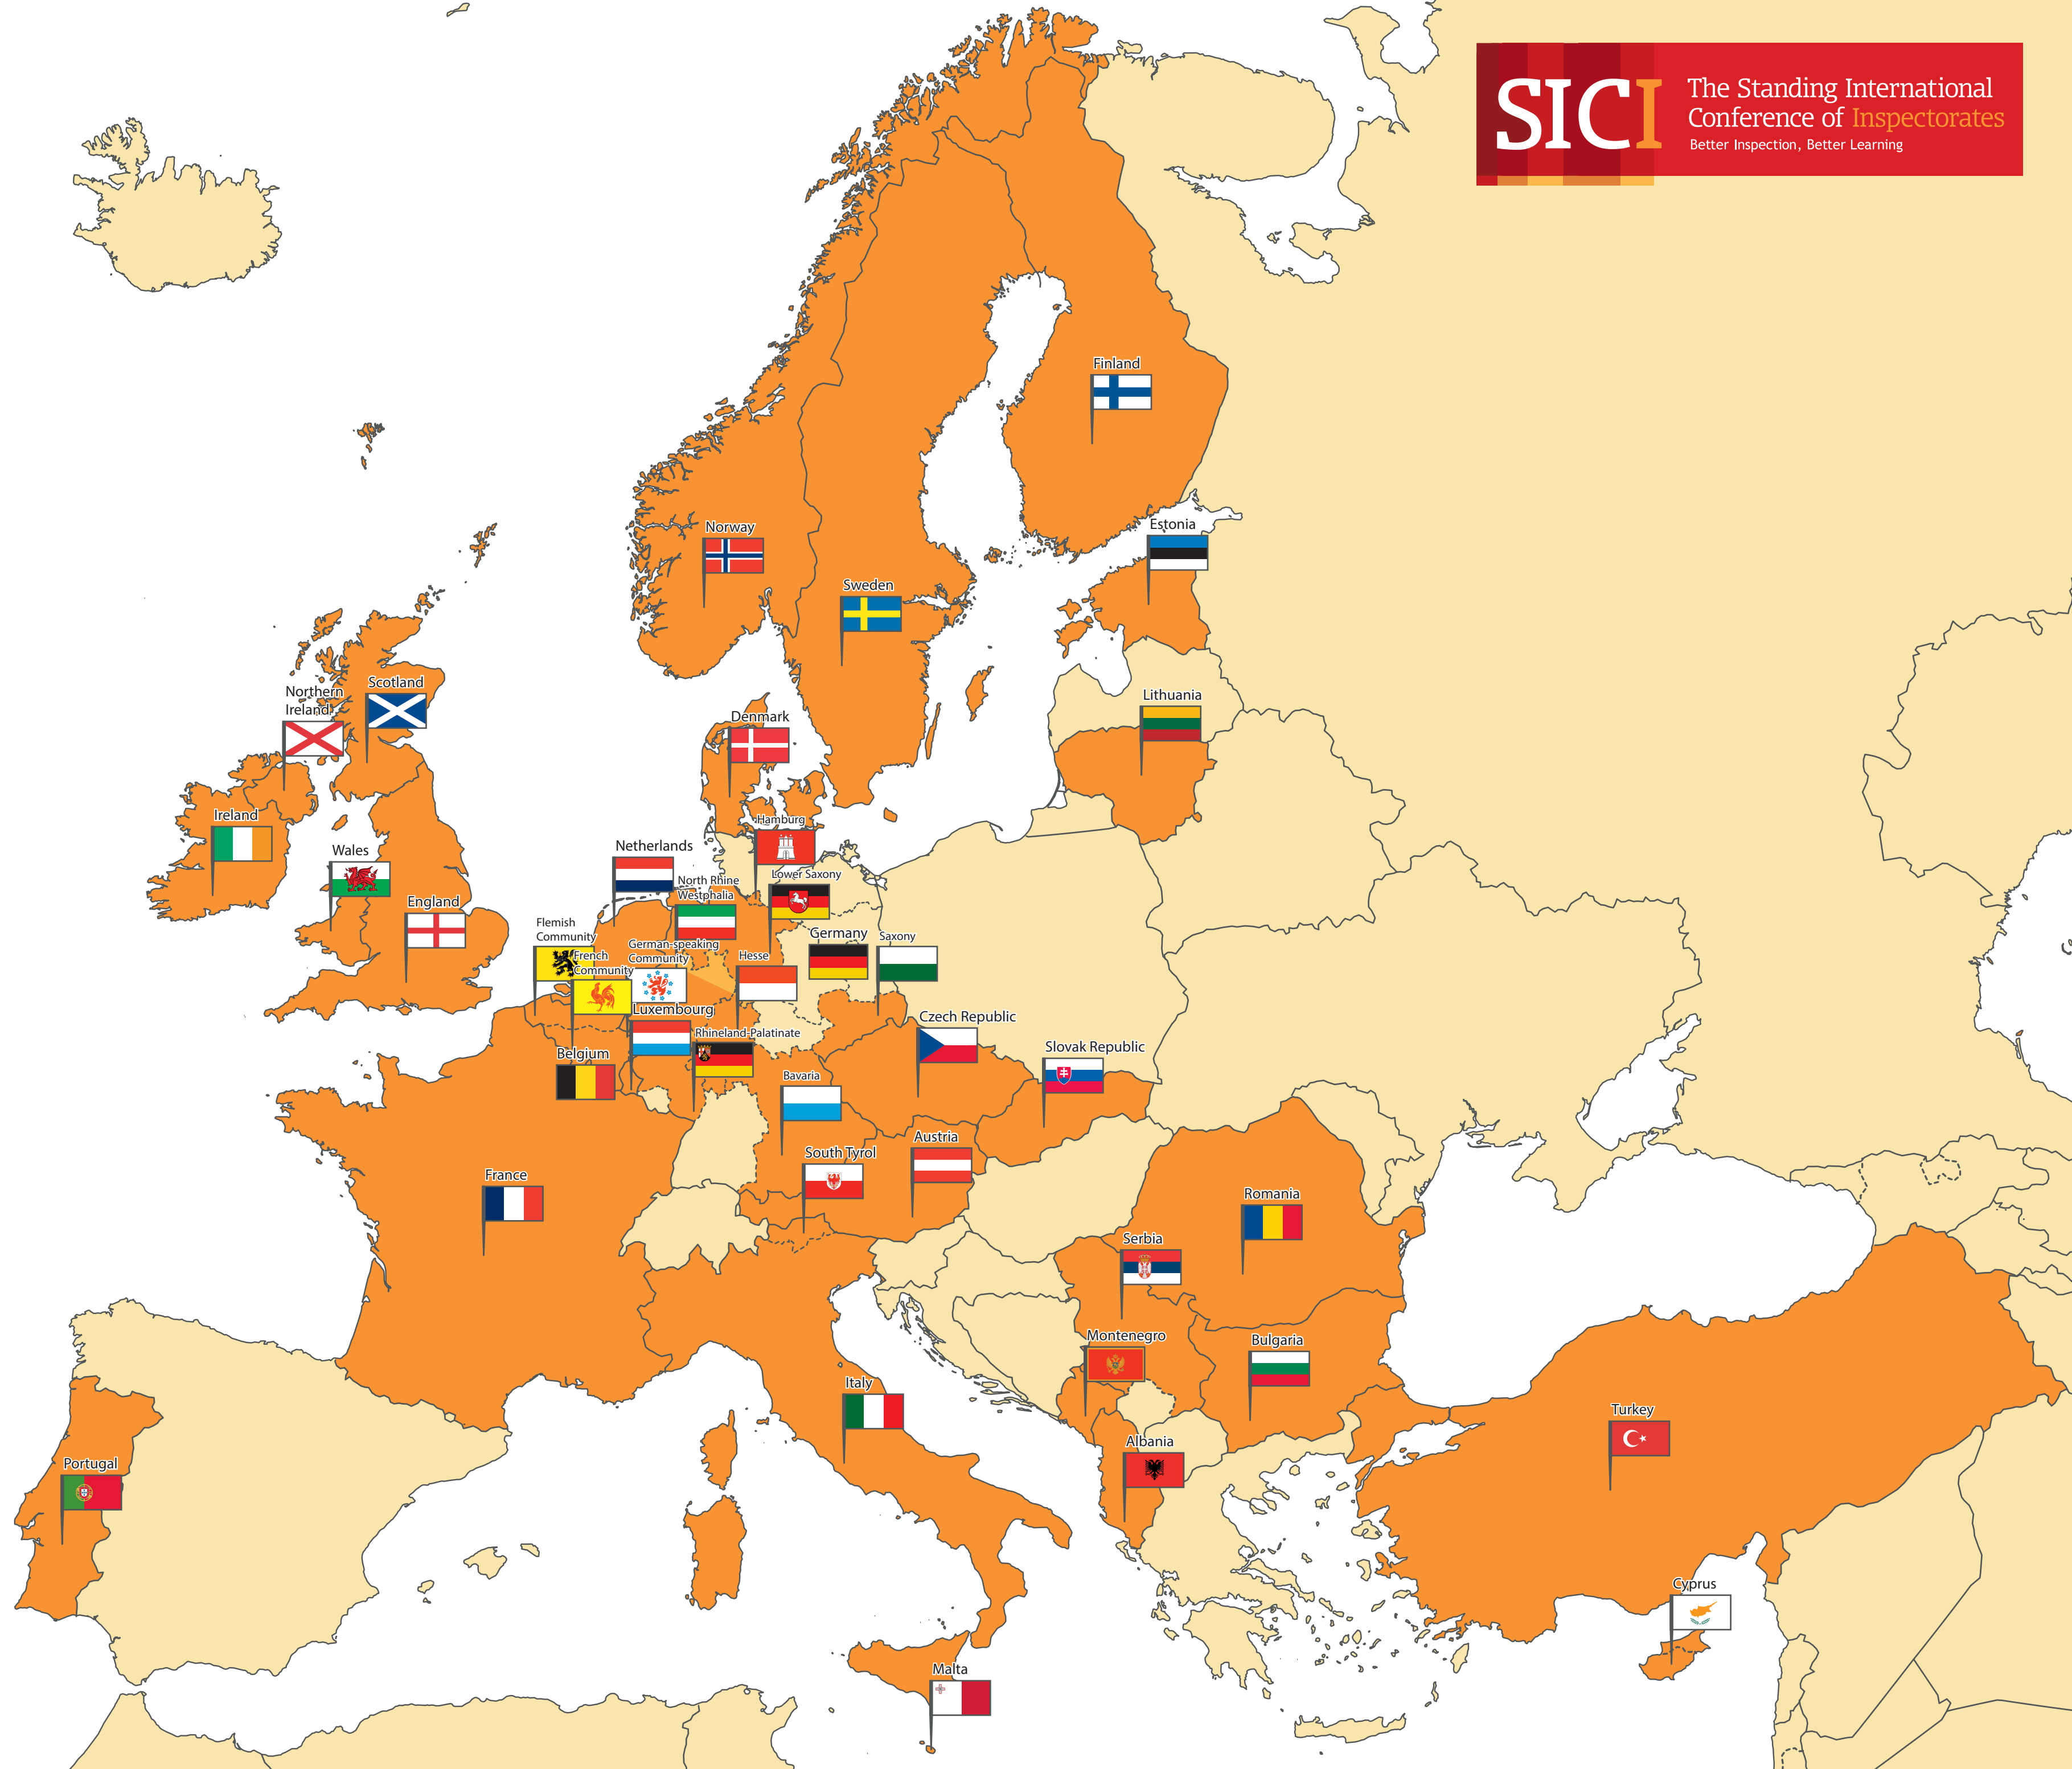 SICI
The Standing International
Conference of Inspectorates
Better Inspection, Better Learning
Finland
Norway
Estonia
Sweden
Scotland
Northern
Ireland
Lithuania
Denmark
Ireland
Hamburg
Netherlands
Wales
North Rhine
Westphalia
Lower Saxony
England
Flemish
Community
Germany
Saxony
German-speaking
Community
French
Community
Hesse
Luxembourg
Czech Republic
Rhineland-Palatinate
Slovak Republic
Belgium
Bavaria
Austria
South Tyrol
France
Romania
Serbia
Montenegro
Bulgaria
Italy
Turkey
Albania
Portugal
Cyprus
Malta